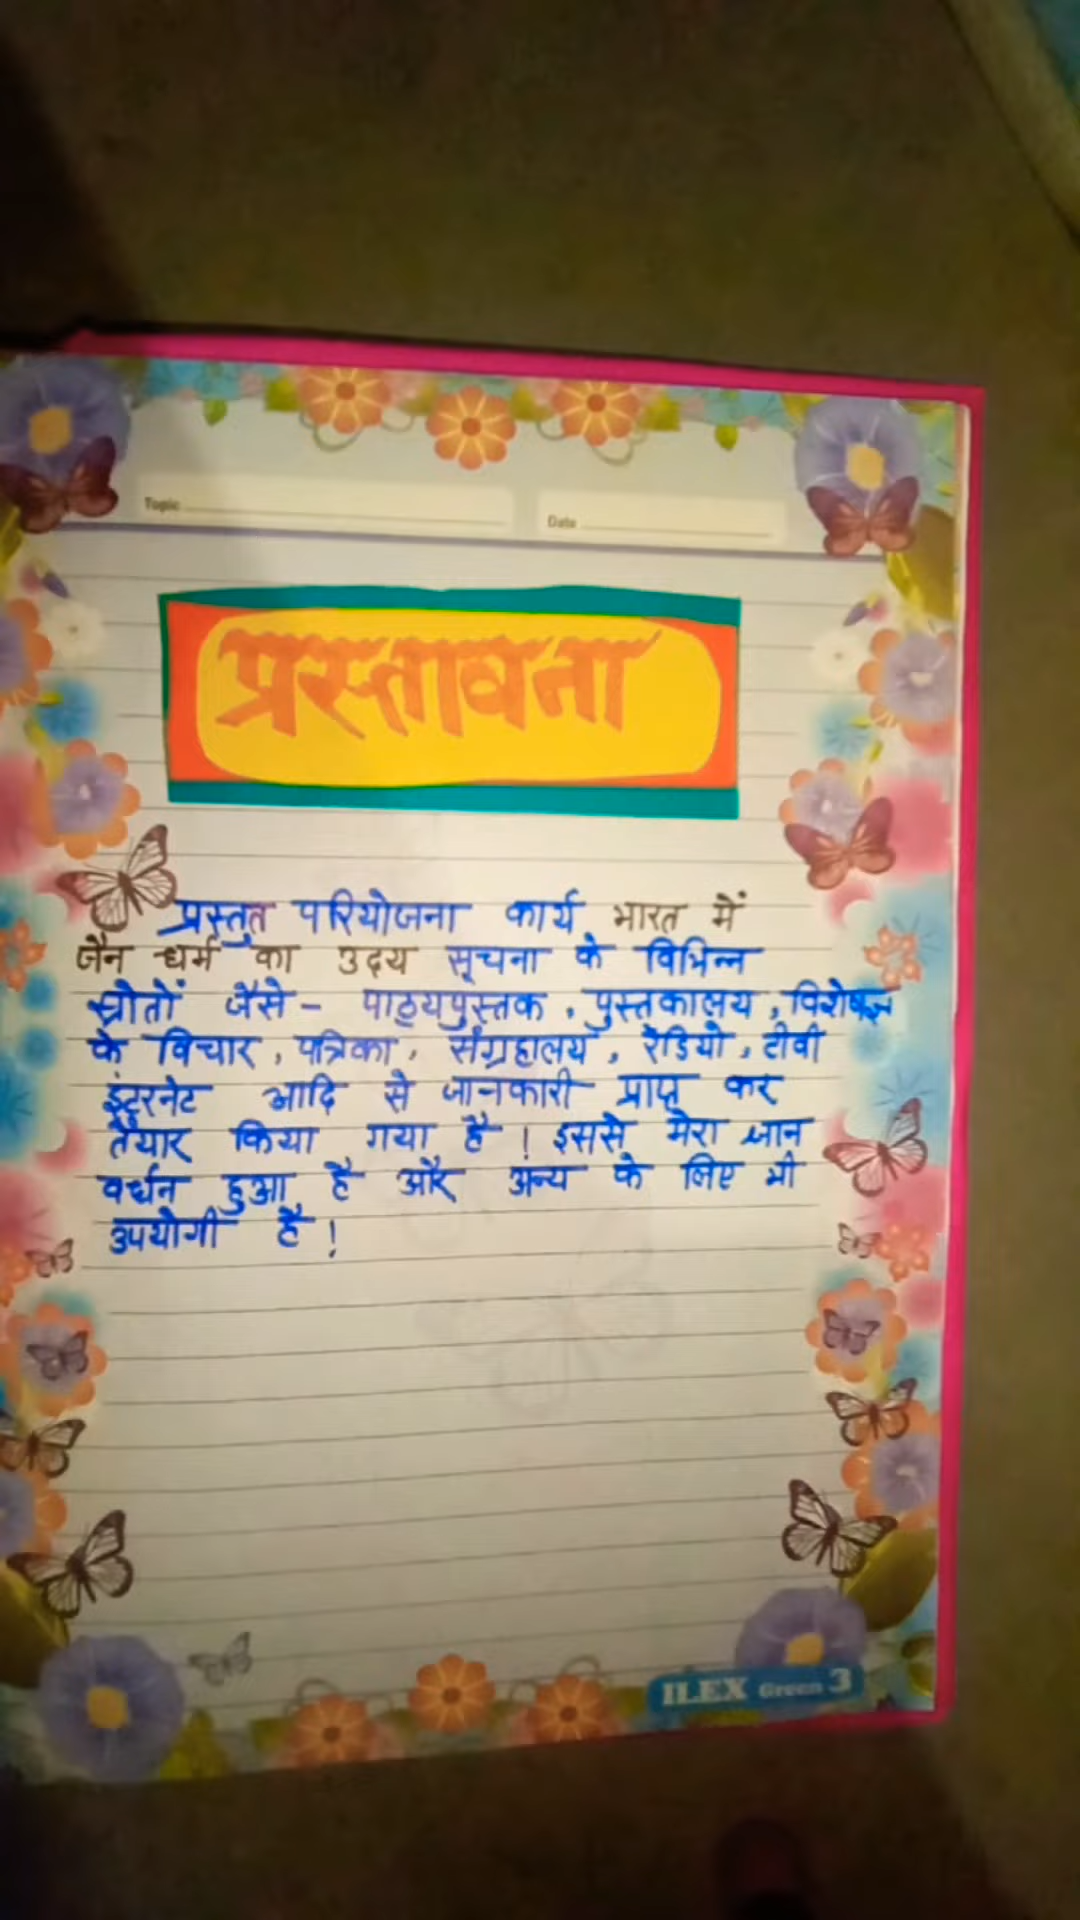 Topic
Date
प्रस्तावना
प्रस्तुत परियोजना कार्य भारत में
जैन धर्म का उदय सूचना के विभिन्न
स्रोतों जैसे - पाठ्यपुस्तक, पुस्तकालय, विशेषज्ञ
के विचार, पत्रिका, संग्रहालय, रेडियो, टीवी
इंटरनेट आदि से जानकारी प्राप्त कर
तैयार किया गया है ! इससे मेरा ज्ञान
वर्धन हुआ है और अन्य के लिए भी
उपयोगी है !
ILEX Green 3